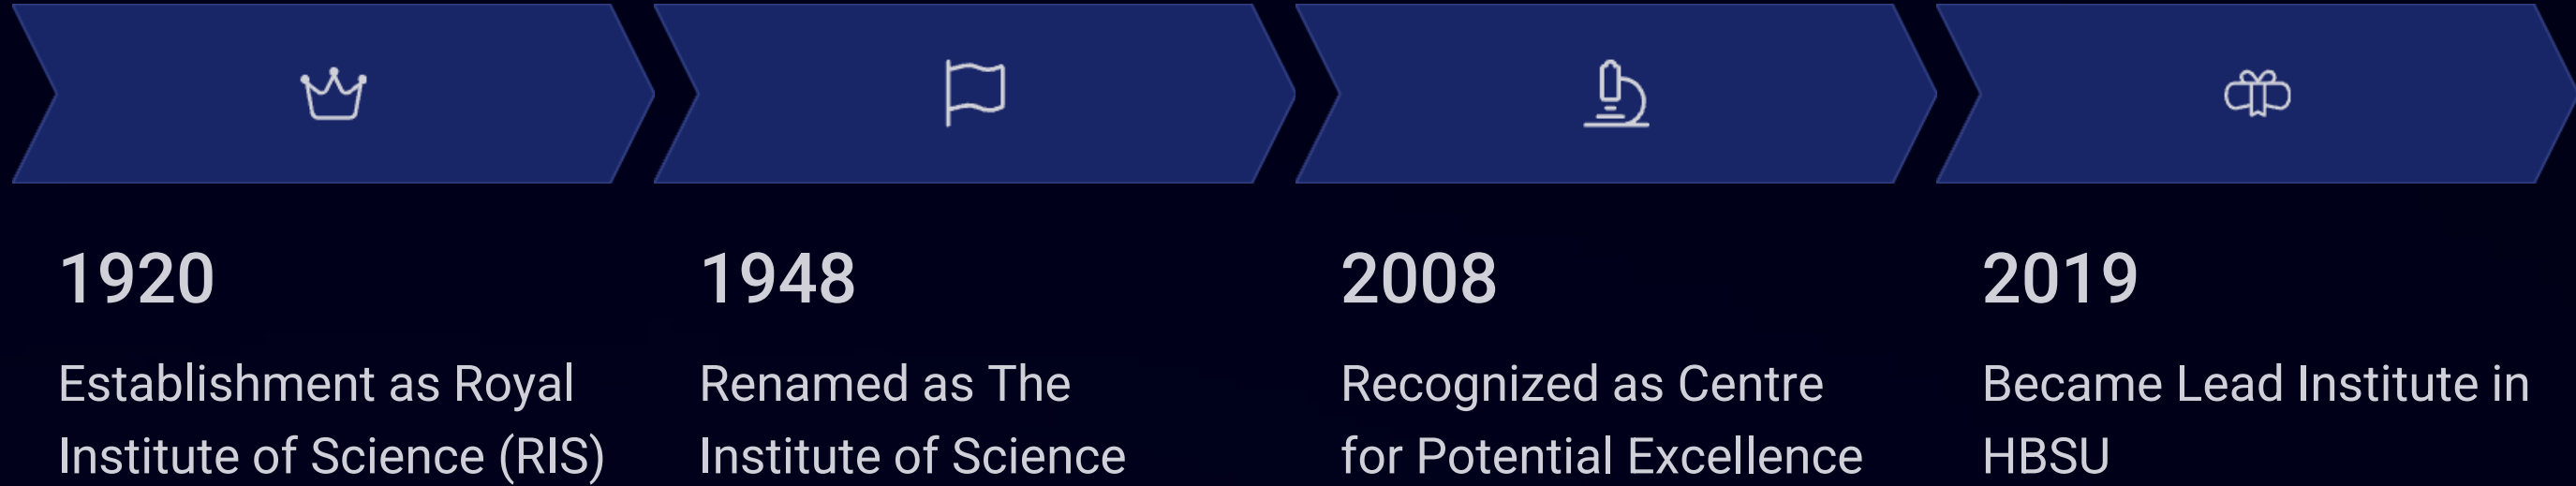 1920
Establishment as Royal
Institute of Science (RIS)
1948
Renamed as The
Institute of Science
2008
Recognized as Centre
for Potential Excellence
2019
Became Lead Institute in
HBSU